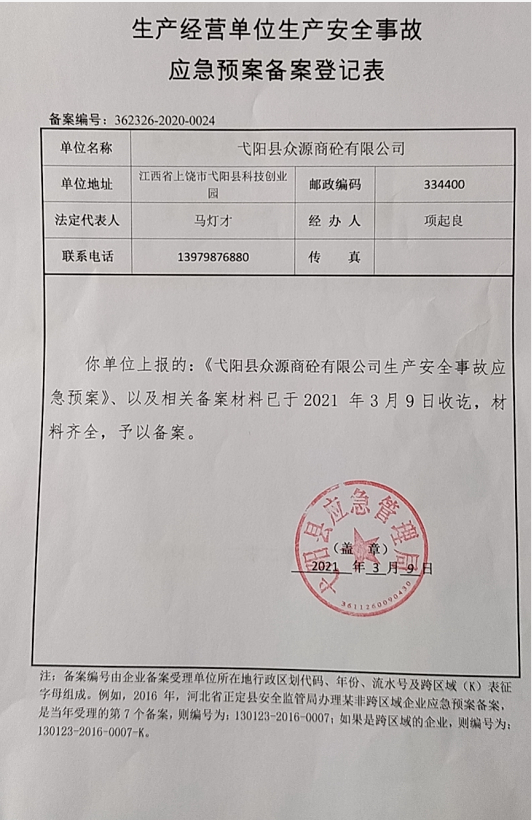 生产经营单位生产安全事故
应急预案备案登记表
备案编号：362326-2020-0024
单位名称 弋阳县众源商砼有限公司
单位地址 江西省上饶市弋阳县科技创业园 邮政编码 334400
法定代表人 马灯才 经办人 项起良
联系电话 13979876880 传真
你单位上报的：《弋阳县众源商砼有限公司生产安全事故应
急预案》、以及相关备案材料已于2021 年3月9日收讫，材
料齐全，予以备案。
弋阳县应急管理局
（盖 章）
2021 年 3 月 9 日
3611260090430
注：备案编号由企业备案受理单位所在地行政区划代码、年份、流水号及跨区域（K）表征
字母组成。例如，2016 年，河北省正定县安全监管局办理某非跨区域企业应急预案备案，
是当年受理的第 7 个备案，则编号为：130123-2016-0007；如果是跨区域的企业，则编号为：
130123-2016-0007-K。